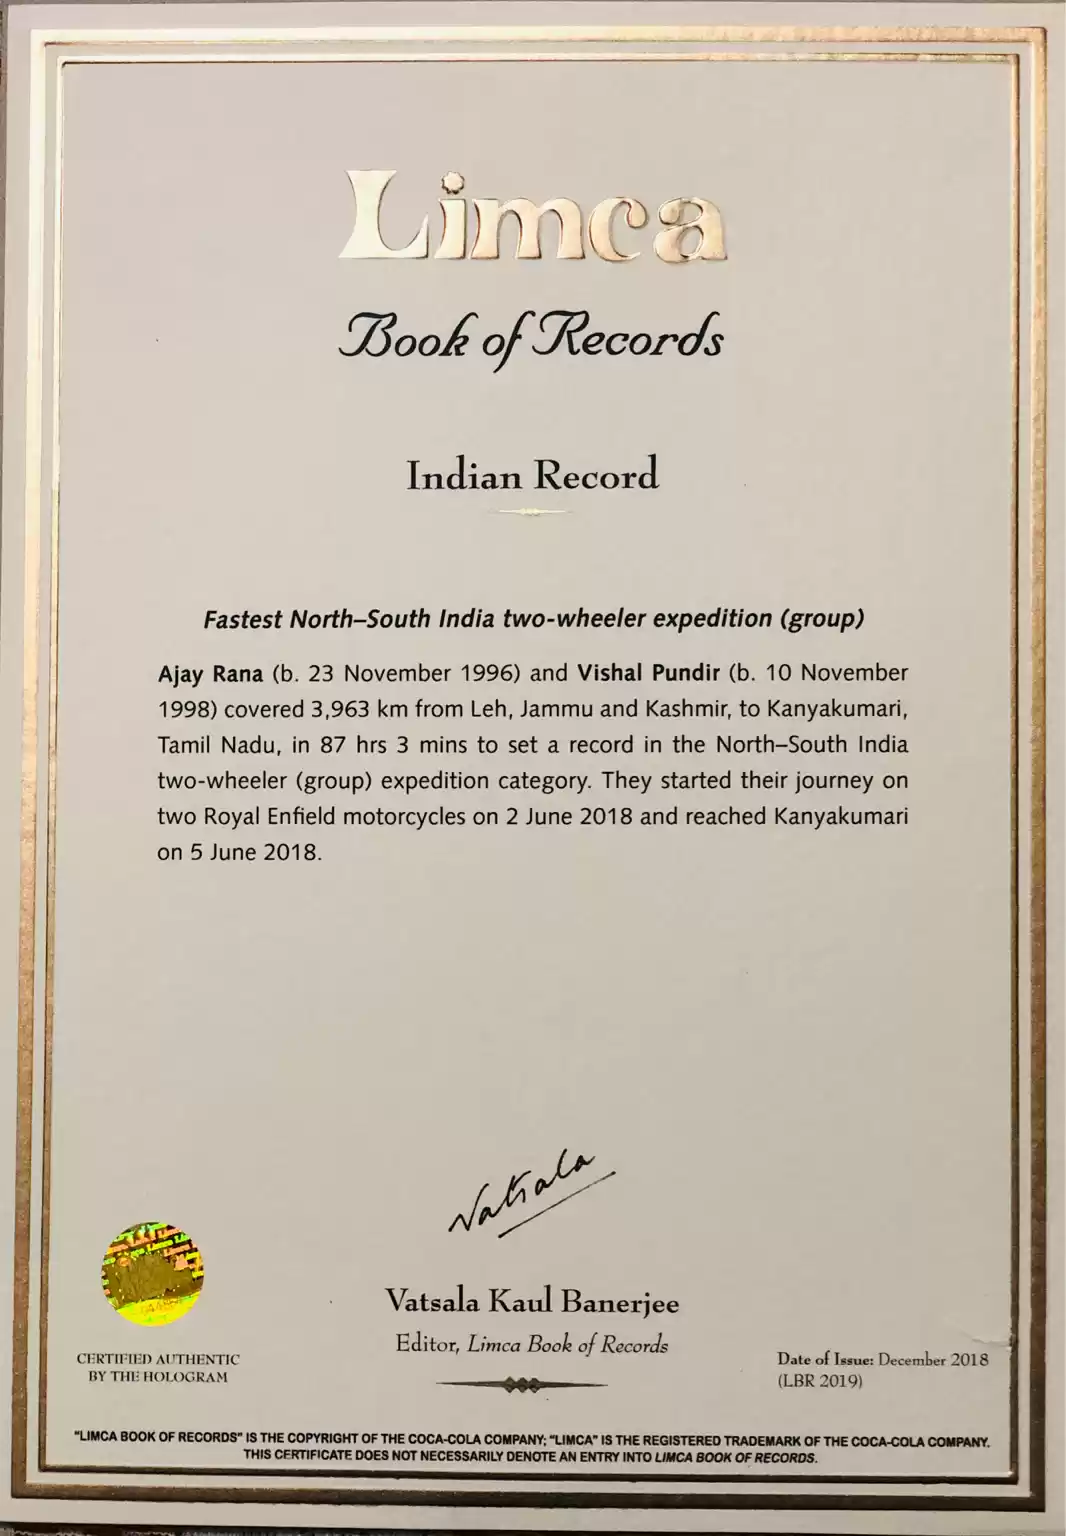 Limca
Book of Records
Indian Record
Fastest North–South India two-wheeler expedition (group)
Ajay Rana (b. 23 November 1996) and Vishal Pundir (b. 10 November
1998) covered 3,963 km from Leh, Jammu and Kashmir, to Kanyakumari,
Tamil Nadu, in 87 hrs 3 mins to set a record in the North–South India
two-wheeler (group) expedition category. They started their journey on
two Royal Enfield motorcycles on 2 June 2018 and reached Kanyakumari
on 5 June 2018.
Vatsala
Vatsala Kaul Banerjee
Editor, Limca Book of Records
CERTIFIED AUTHENTIC
BY THE HOLOGRAM
Date of Issue: December 2018
(LBR 2019)
"LIMCA BOOK OF RECORDS" IS THE COPYRIGHT OF THE COCA-COLA COMPANY; "LIMCA" IS THE REGISTERED TRADEMARK OF THE COCA-COLA COMPANY.
THIS CERTIFICATE DOES NOT NECESSARILY DENOTE AN ENTRY INTO LIMCA BOOK OF RECORDS.